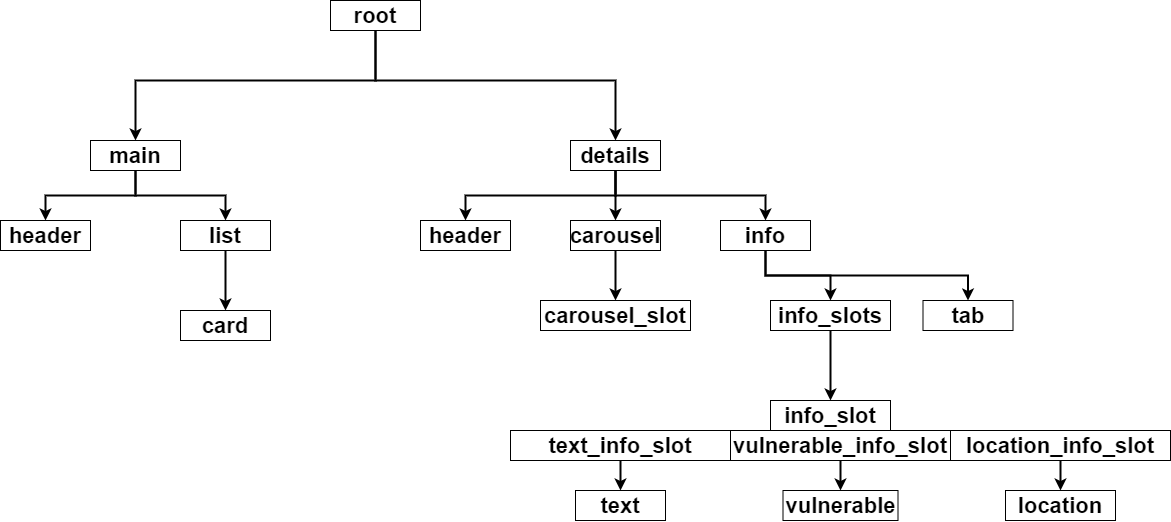 root
main
details
header
list
header
carousel
info
card
carousel_slot
info_slots
tab
info_slot
text_info_slot
vulnerable_info_slot
location_info_slot
text
vulnerable
location